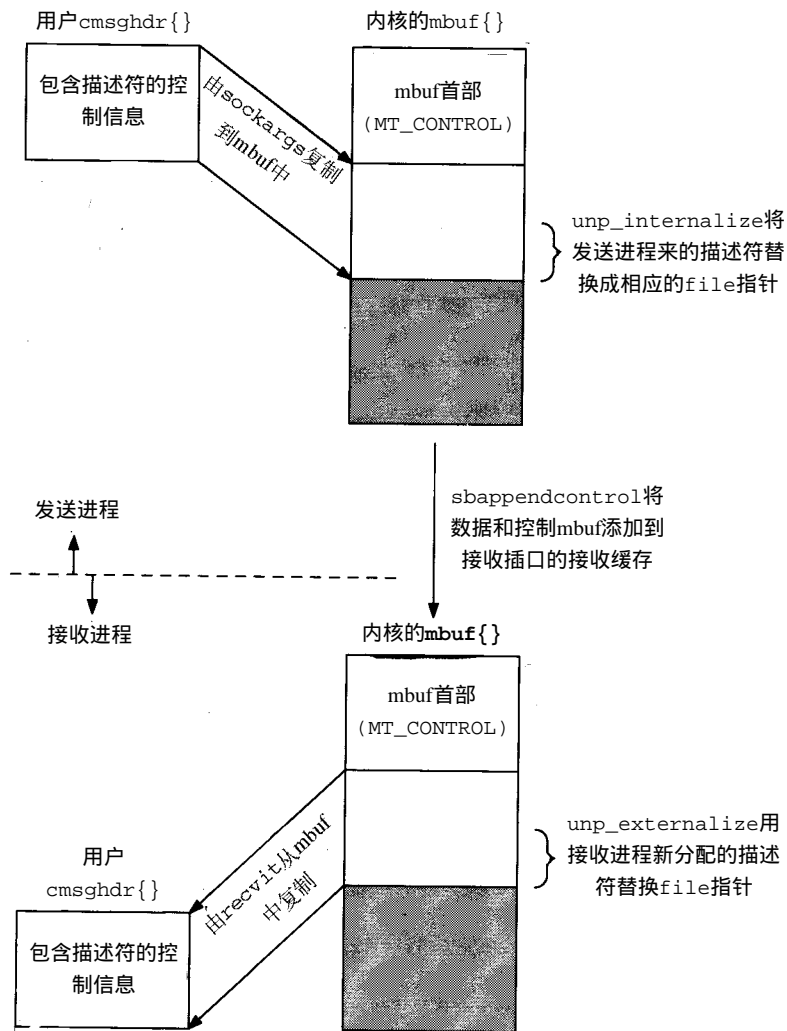 用户cmsghdr{}
内核的mbuf{}
包含描述符的控
制信息
由sockargs复制
到mbuf中
mbuf首部
(MT_CONTROL)
unp_internalize将
发送进程来的描述符替
换成相应的file指针
sbappendcontrol将
数据和控制mbuf添加到
接收插口的接收缓存
发送进程
接收进程
内核的mbuf{}
mbuf首部
(MT_CONTROL)
由recvit从mbuf
中复制
unp_externalize用
接收进程新分配的描述
符替换file指针
用户
cmsghdr{}
包含描述符的控
制信息